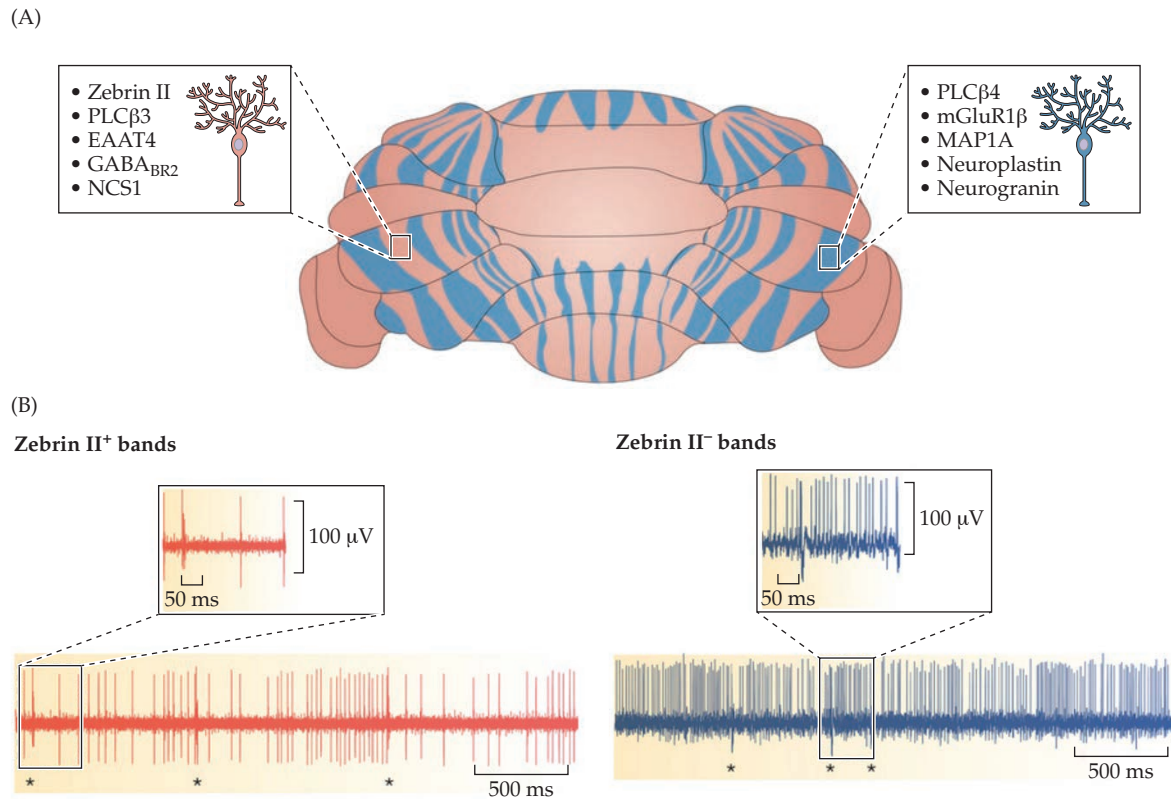 (A)
• Zebrin II
• PLCβ3
• EAAT4
• GABA_BR2
• NCS1
• PLCβ4
• mGluR1β
• MAP1A
• Neuroplastin
• Neurogranin
(B)
Zebrin II⁺ bands
100 μV
50 ms
* * *
500 ms
Zebrin II⁻ bands
100 μV
50 ms
* * *
500 ms